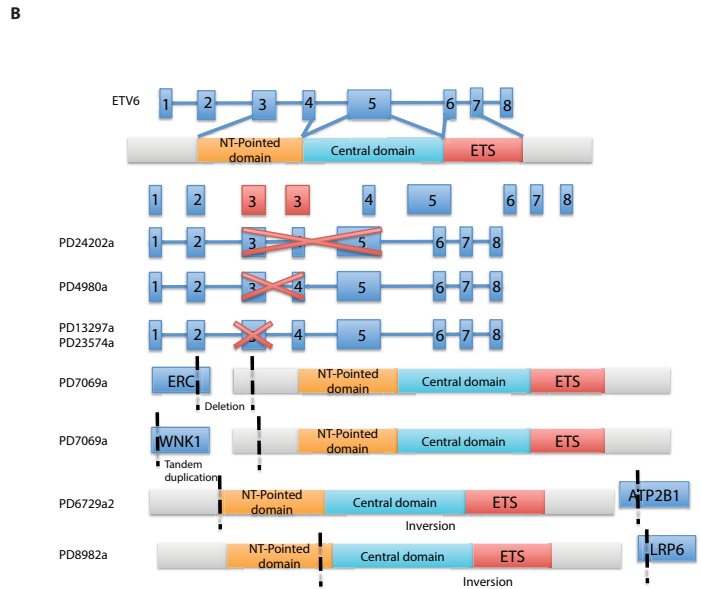 B
ETV6
1 2 3 4 5 6 7 8
NT-Pointed
domain
Central domain
ETS
1 2 3 3 4 5 6 7 8
PD24202a
1 2 3 4 5 6 7 8
PD4980a
1 2 3 4 5 6 7 8
PD13297a
PD23574a
1 2 3 4 5 6 7 8
PD7069a
ERC
NT-Pointed
domain
Central domain
ETS
Deletion
PD7069a
WNK1
NT-Pointed
domain
Central domain
ETS
Tandem
duplication
PD6729a2
NT-Pointed
domain
Central domain
ETS
ATP2B1
Inversion
PD8982a
NT-Pointed
domain
Central domain
ETS
LRP6
Inversion